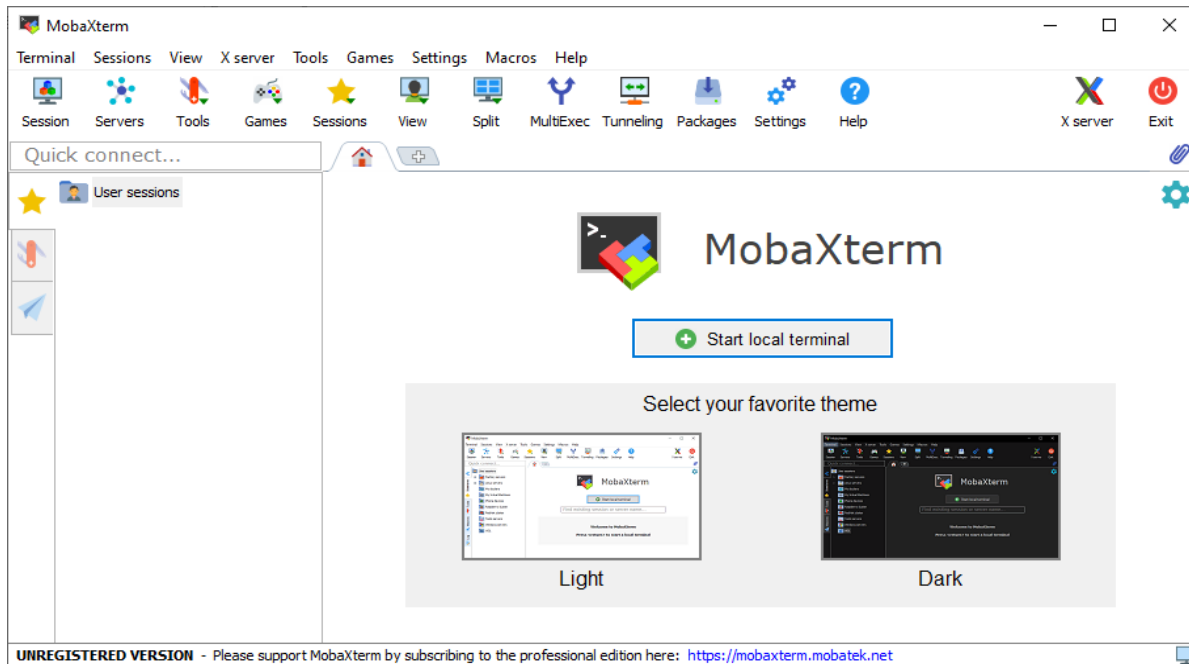 MobaXterm
Terminal Sessions View X server Tools Games Settings Macros Help
Session Servers Tools Games Sessions View Split MultiExec Tunneling Packages Settings Help X server Exit
Quick connect...
User sessions
>_
MobaXterm
Start local terminal
Select your favorite theme
MobaXterm
MobaXterm
Light
Dark
UNREGISTERED VERSION - Please support MobaXterm by subscribing to the professional edition here: https://mobaxterm.mobatek.net